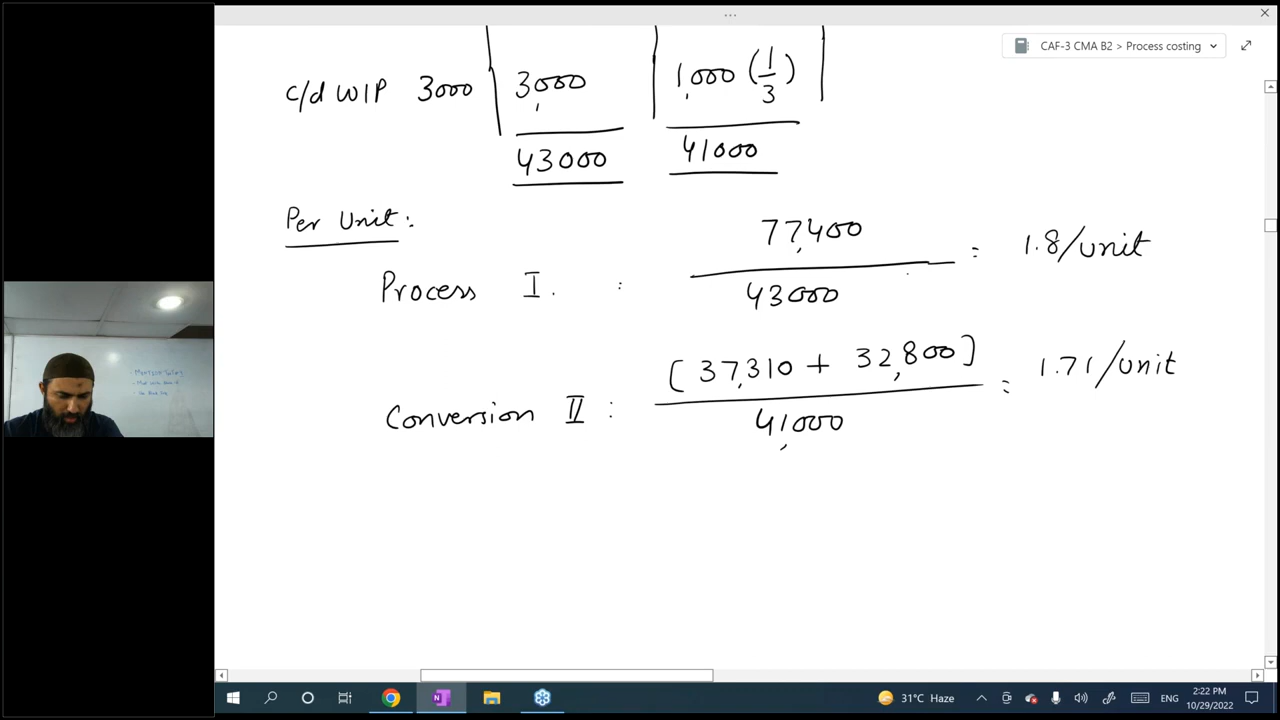 CAF-3 CMA B2 > Process costing
c/d WIP 3000 3,000 1,000 (1/3)
43000 41000
Per Unit:
Process I. : 77,400 / 43000 = 1.8/unit
Conversion II : [37,310 + 32,800] / 41,000 = 1.71/unit
31°C Haze
ENG
2:22 PM
10/29/2022